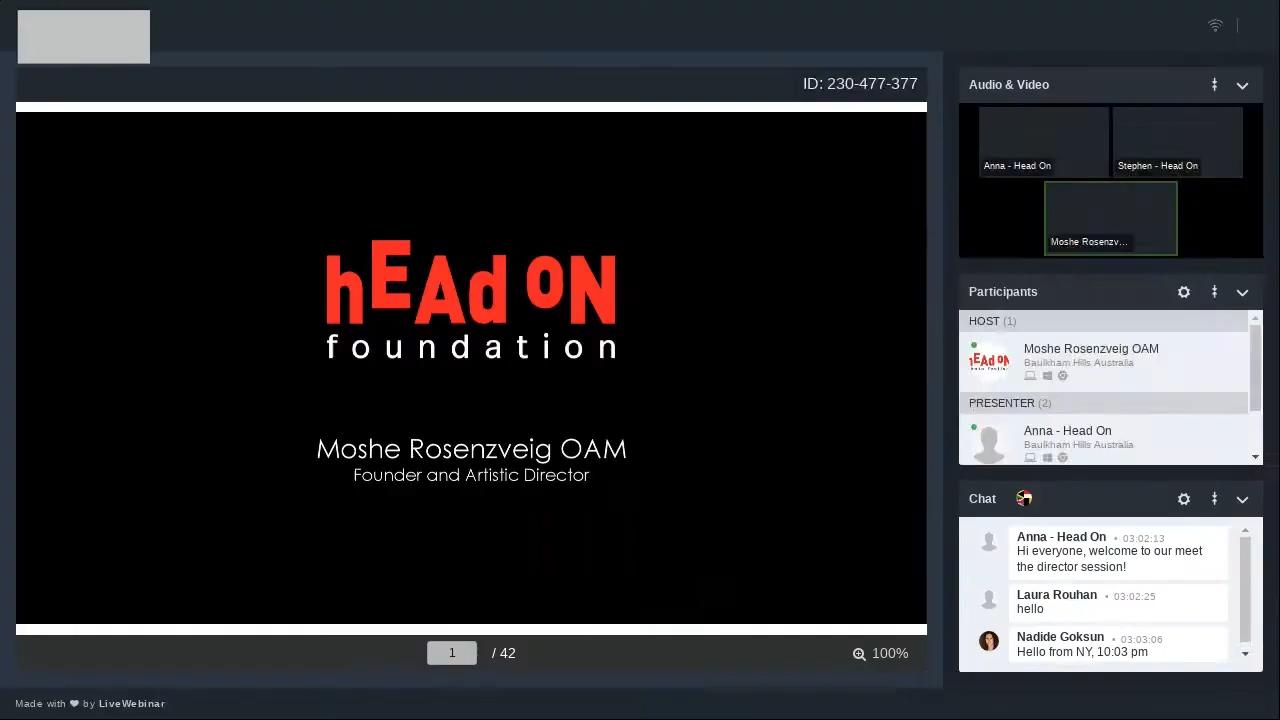 ID: 230-477-377
hEAd ON
foundation
Moshe Rosenzveig OAM
Founder and Artistic Director
1 / 42
100%
Made with by LiveWebinar
Audio & Video
Anna - Head On
Stephen - Head On
Moshe Rosenzv...
Participants
HOST (1)
Moshe Rosenzveig OAM
Baulkham Hills Australia
PRESENTER (2)
Anna - Head On
Baulkham Hills Australia
Chat
Anna - Head On • 03:02:13
Hi everyone, welcome to our meet
the director session!
Laura Rouhan • 03:02:25
hello
Nadide Goksun • 03:03:06
Hello from NY, 10:03 pm